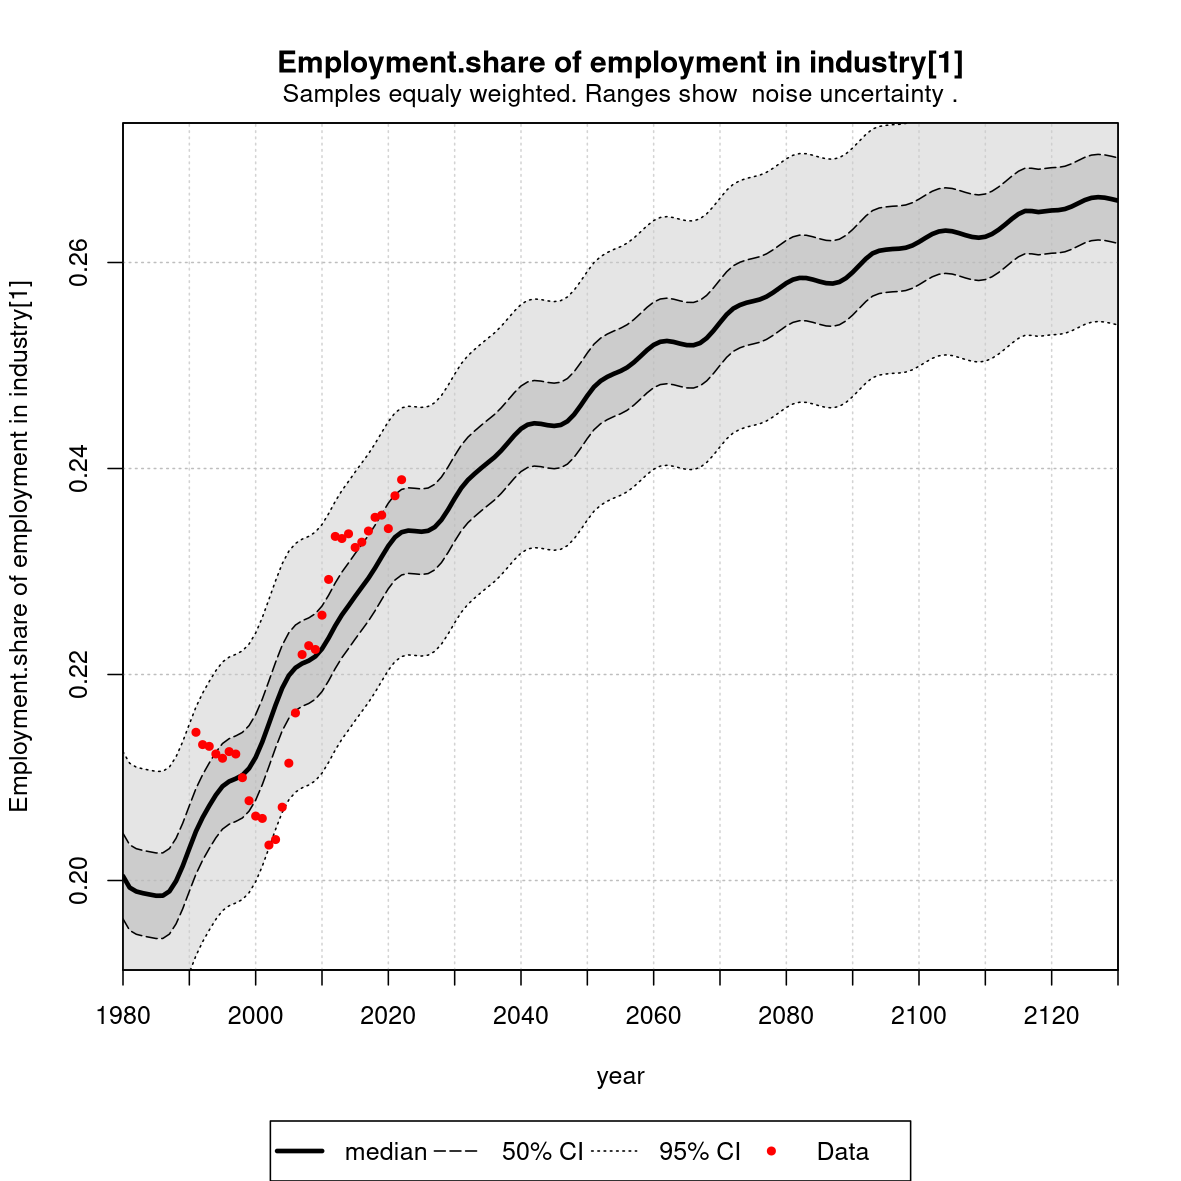 Employment.share of employment in industry[1]
Samples equaly weighted. Ranges show  noise uncertainty .
Employment.share of employment in industry[1]
0.26
0.24
0.22
0.20
1980 2000 2020 2040 2060 2080 2100 2120
year
median 50% CI 95% CI Data